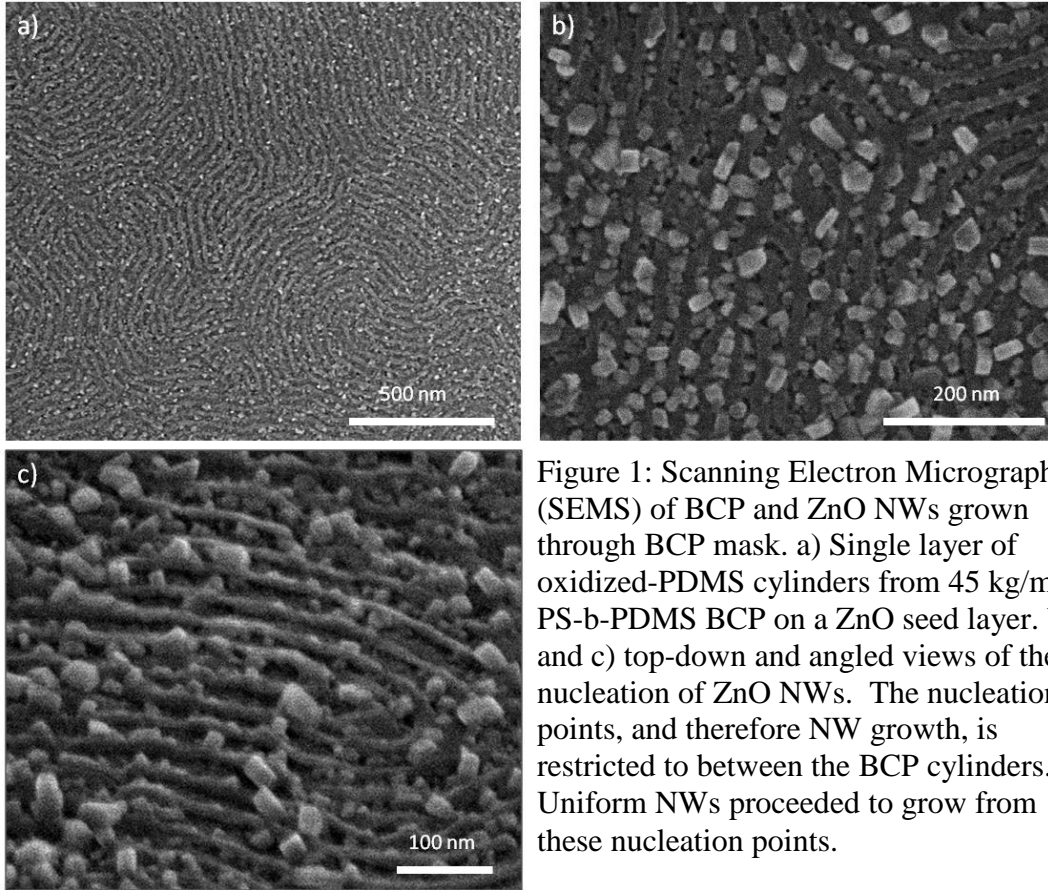 a)
500 nm
b)
200 nm
c)
100 nm
Figure 1: Scanning Electron Micrograph
(SEMS) of BCP and ZnO NWs grown
through BCP mask. a) Single layer of
oxidized-PDMS cylinders from 45 kg/m
PS-b-PDMS BCP on a ZnO seed layer.
and c) top-down and angled views of the
nucleation of ZnO NWs. The nucleation
points, and therefore NW growth, is
restricted to between the BCP cylinders.
Uniform NWs proceeded to grow from
these nucleation points.